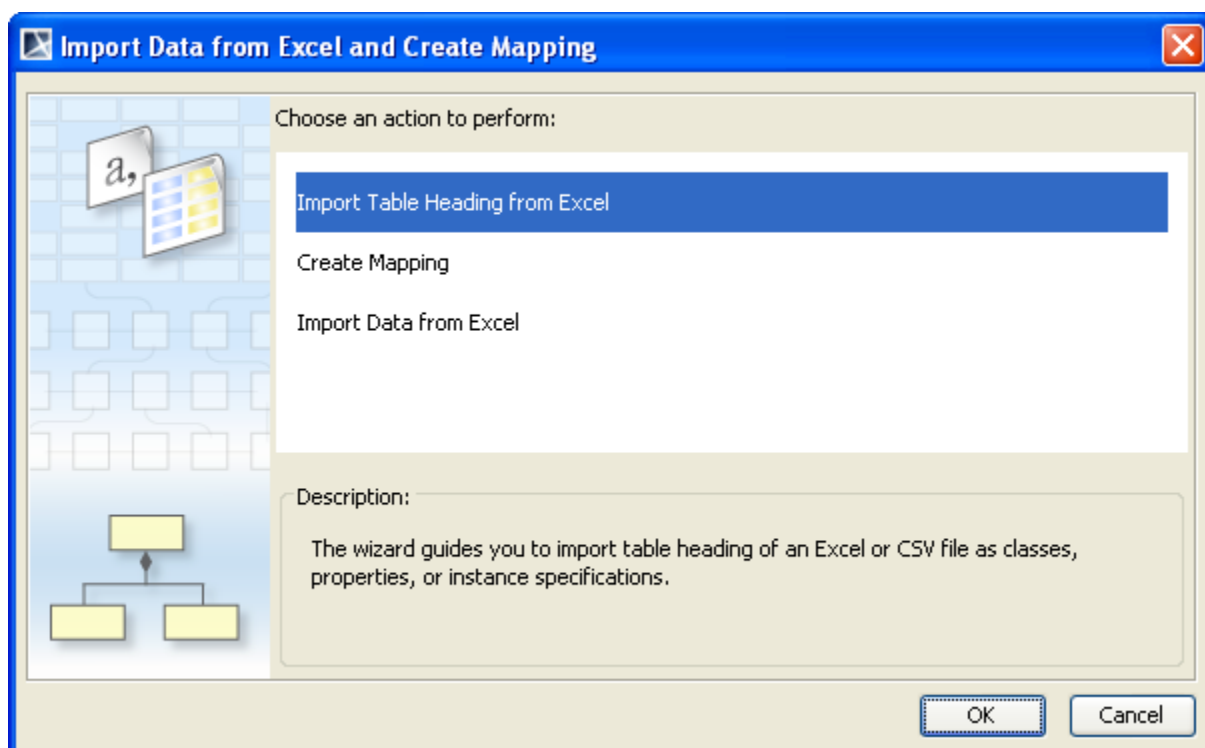 Import Data from Excel and Create Mapping
Choose an action to perform:
a,
Import Table Heading from Excel
Create Mapping
Import Data from Excel
Description:
The wizard guides you to import table heading of an Excel or CSV file as classes,
properties, or instance specifications.
OK
Cancel